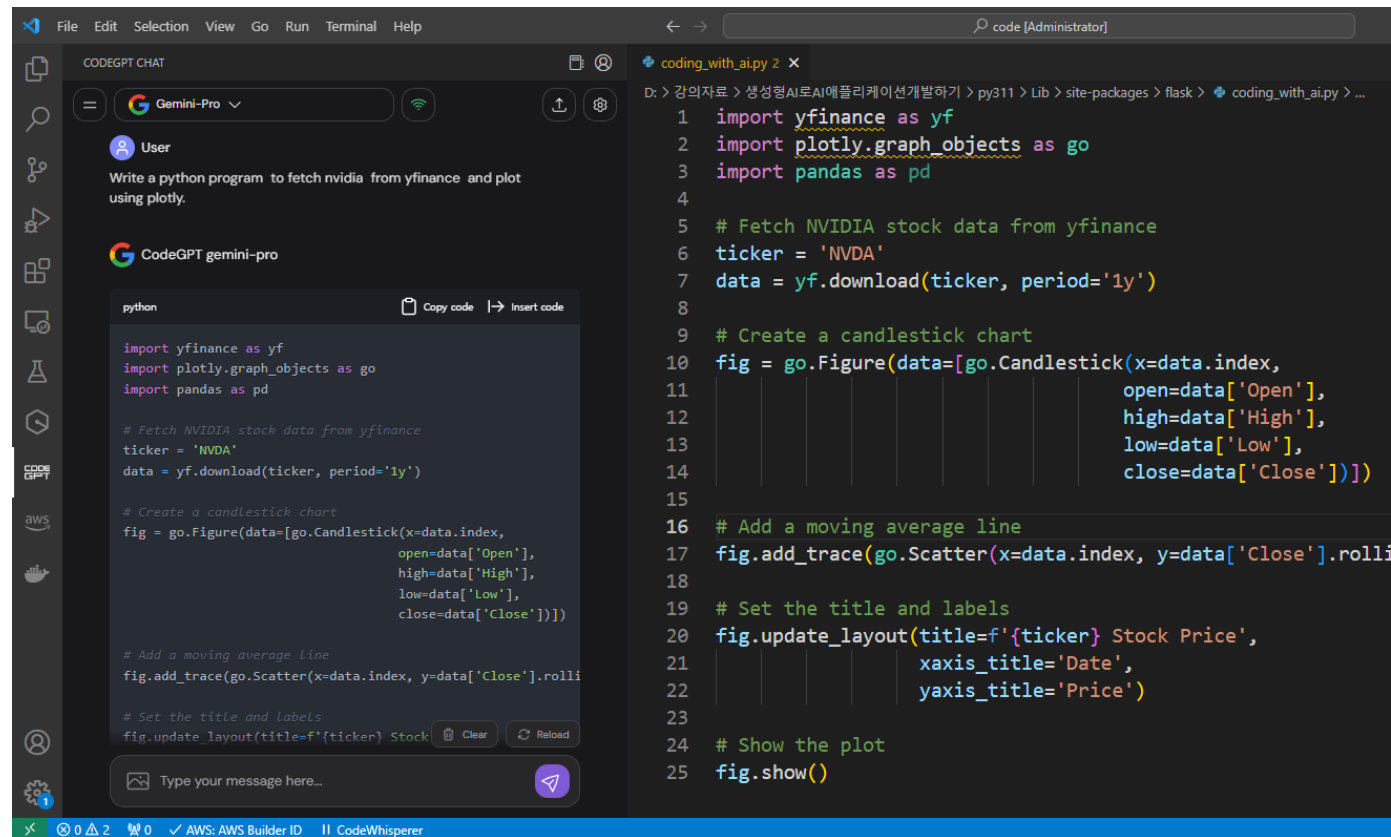 File Edit Selection View Go Run Terminal Help
code [Administrator]
CODEGPT CHAT
Gemini-Pro
User
Write a python program to fetch nvidia from yfinance and plot
using plotly.
CodeGPT gemini-pro
python Copy code Insert code
import yfinance as yf
import plotly.graph_objects as go
import pandas as pd
# Fetch NVIDIA stock data from yfinance
ticker = 'NVDA'
data = yf.download(ticker, period='1y')
# Create a candlestick chart
fig = go.Figure(data=[go.Candlestick(x=data.index,
open=data['Open'],
high=data['High'],
low=data['Low'],
close=data['Close'])])
# Add a moving average line
fig.add_trace(go.Scatter(x=data.index, y=data['Close'].rolli
# Set the title and labels
fig.update_layout(title=f'{ticker} Stock
Clear Reload
Type your message here...
CODE
GPT
aws
1
coding_with_ai.py 2
D: > 강의자료 > 생성형AI로AI애플리케이션개발하기 > py311 > Lib > site-packages > flask > coding_with_ai.py > ...
1 import yfinance as yf
2 import plotly.graph_objects as go
3 import pandas as pd
4
5 # Fetch NVIDIA stock data from yfinance
6 ticker = 'NVDA'
7 data = yf.download(ticker, period='1y')
8
9 # Create a candlestick chart
10 fig = go.Figure(data=[go.Candlestick(x=data.index,
11 open=data['Open'],
12 high=data['High'],
13 low=data['Low'],
14 close=data['Close'])])
15
16 # Add a moving average line
17 fig.add_trace(go.Scatter(x=data.index, y=data['Close'].rolli
18
19 # Set the title and labels
20 fig.update_layout(title=f'{ticker} Stock Price',
21 xaxis_title='Date',
22 yaxis_title='Price')
23
24 # Show the plot
25 fig.show()
0 2 0 AWS: AWS Builder ID CodeWhisperer